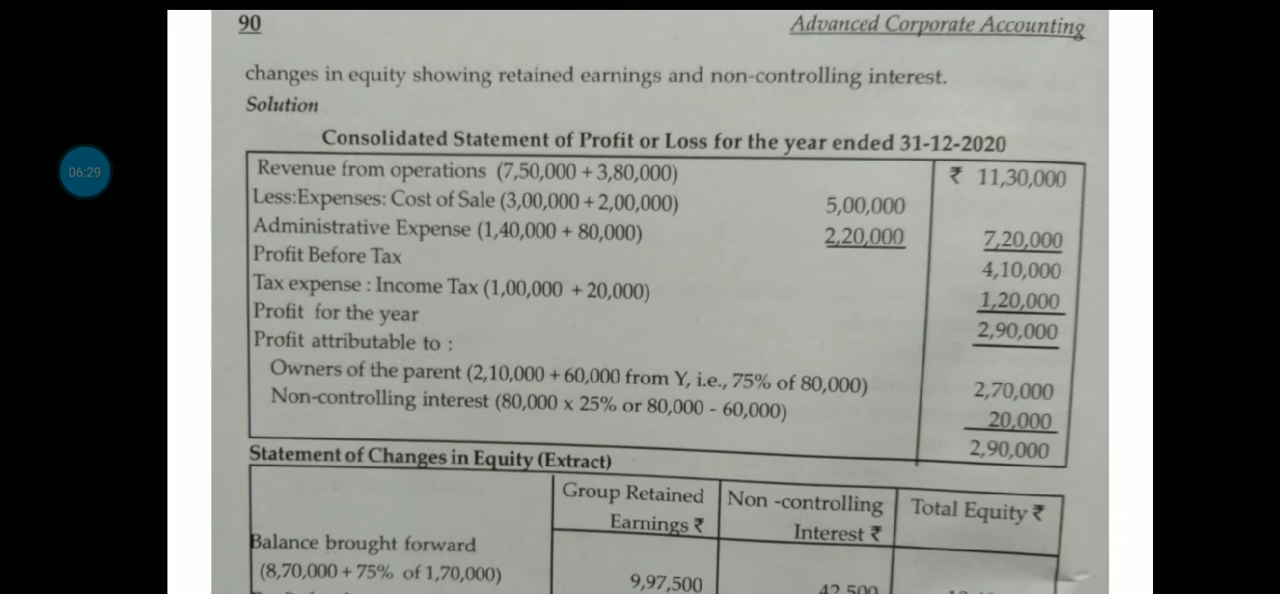 90 Advanced Corporate Accounting
changes in equity showing retained earnings and non-controlling interest.
Solution
Consolidated Statement of Profit or Loss for the year ended 31-12-2020
Revenue from operations (7,50,000 + 3,80,000) ₹ 11,30,000
Less:Expenses: Cost of Sale (3,00,000 + 2,00,000) 5,00,000
Administrative Expense (1,40,000 + 80,000) 2,20,000 7,20,000
Profit Before Tax 4,10,000
Tax expense : Income Tax (1,00,000 + 20,000) 1,20,000
Profit for the year 2,90,000
Profit attributable to :
Owners of the parent (2,10,000 + 60,000 from Y, i.e., 75% of 80,000) 2,70,000
Non-controlling interest (80,000 x 25% or 80,000 - 60,000) 20,000
2,90,000
Statement of Changes in Equity (Extract)
Group Retained Non -controlling Total Equity ₹
Earnings ₹ Interest ₹
Balance brought forward
(8,70,000 + 75% of 1,70,000) 9,97,500 42,500
06:29